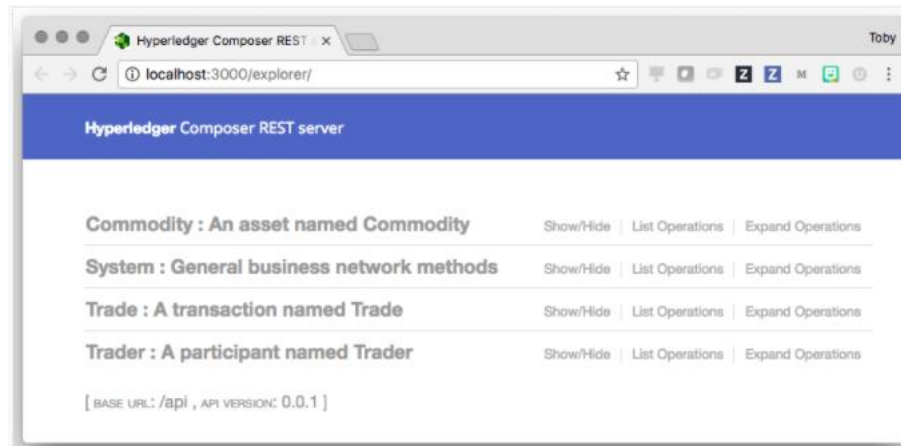 Hyperledger Composer REST ×
Toby
localhost:3000/explorer/
Hyperledger Composer REST server
Commodity : An asset named Commodity Show/Hide | List Operations | Expand Operations
System : General business network methods Show/Hide | List Operations | Expand Operations
Trade : A transaction named Trade Show/Hide | List Operations | Expand Operations
Trader : A participant named Trader Show/Hide | List Operations | Expand Operations
[ BASE URL: /api , API VERSION: 0.0.1 ]